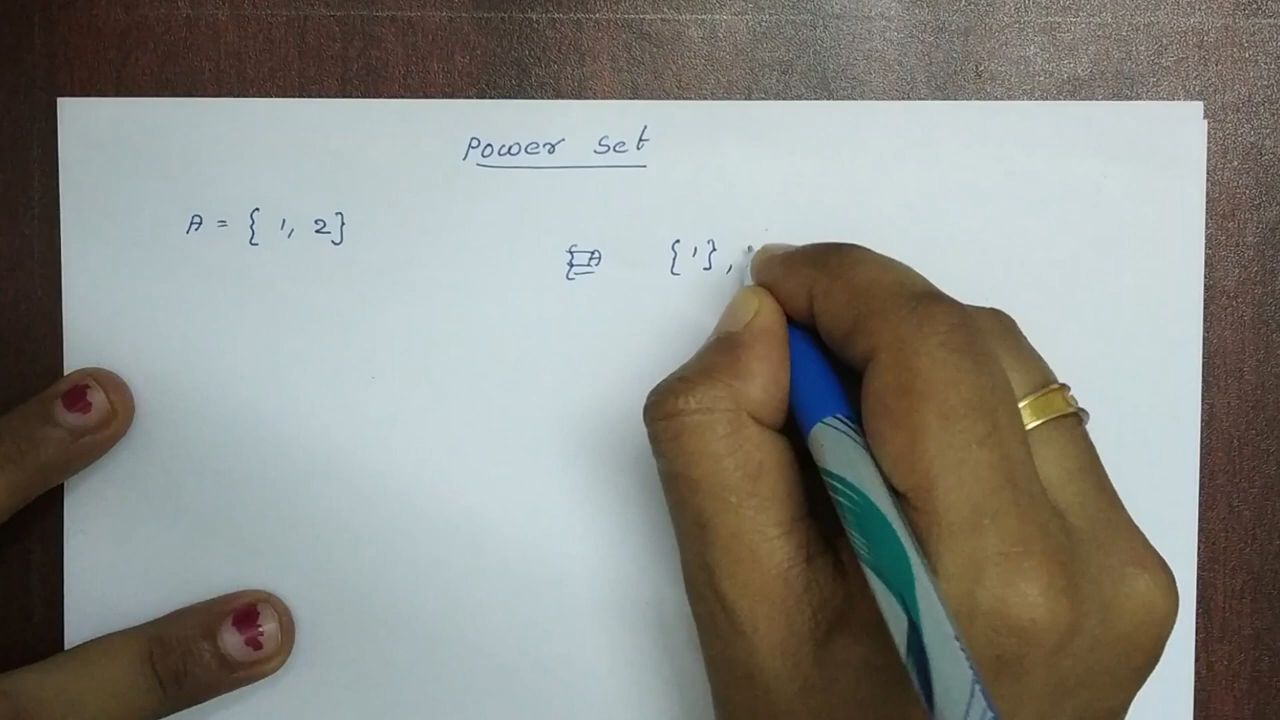 Power Set
A = { 1, 2}
{1},